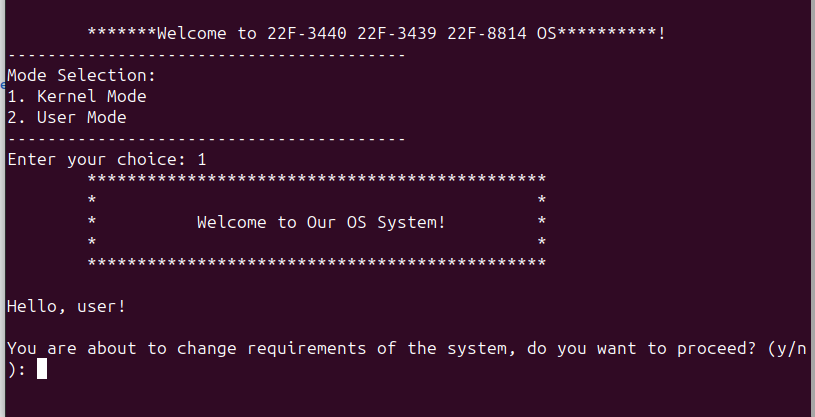 *******Welcome to 22F-3440 22F-3439 22F-8814 OS**********!
----------------------------------------
Mode Selection:
1. Kernel Mode
2. User Mode
----------------------------------------
Enter your choice: 1
**********************************************
*                                            *
*          Welcome to Our OS System!         *
*                                            *
**********************************************
Hello, user!
You are about to change requirements of the system, do you want to proceed? (y/n
):